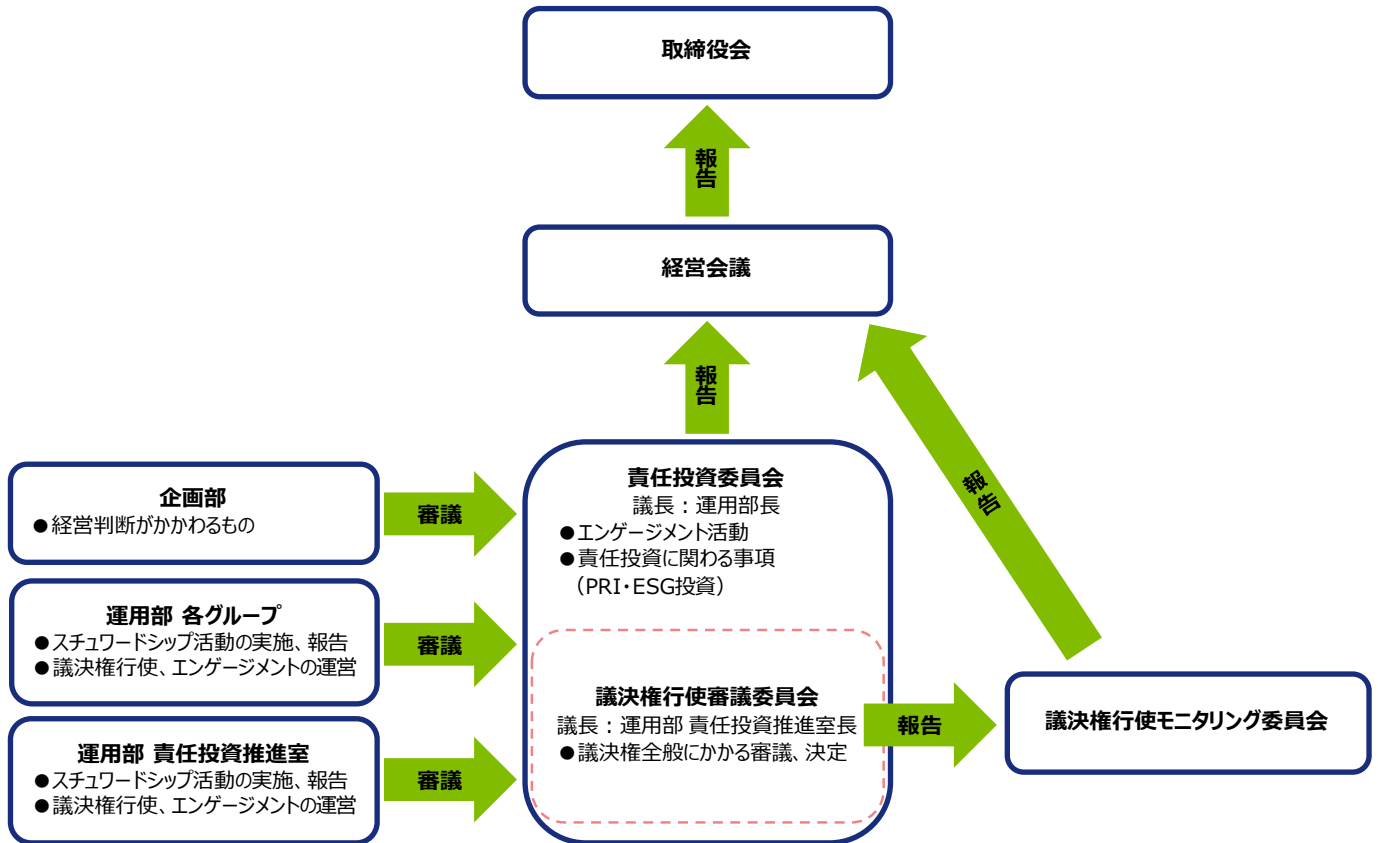 取締役会
報告
経営会議
報告
報告
企画部
●経営判断がかかわるもの
審議
運用部 各グループ
●スチュワードシップ活動の実施、報告
●議決権行使、エンゲージメントの運営
審議
運用部 責任投資推進室
●スチュワードシップ活動の実施、報告
●議決権行使、エンゲージメントの運営
審議
責任投資委員会
議長：運用部長
●エンゲージメント活動
●責任投資に関わる事項
（PRI・ESG投資）
議決権行使審議委員会
議長：運用部 責任投資推進室長
●議決権全般にかかる審議、決定
報告
議決権行使モニタリング委員会